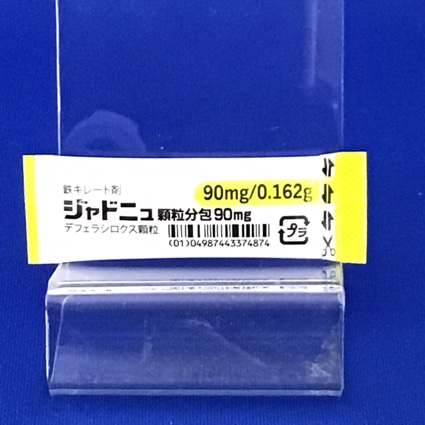 鉄キレート剤
90mg/0.162g
ジャドニュ顆粒分包90mg
デフェラシロクス顆粒
(01)04987443374874
プラ